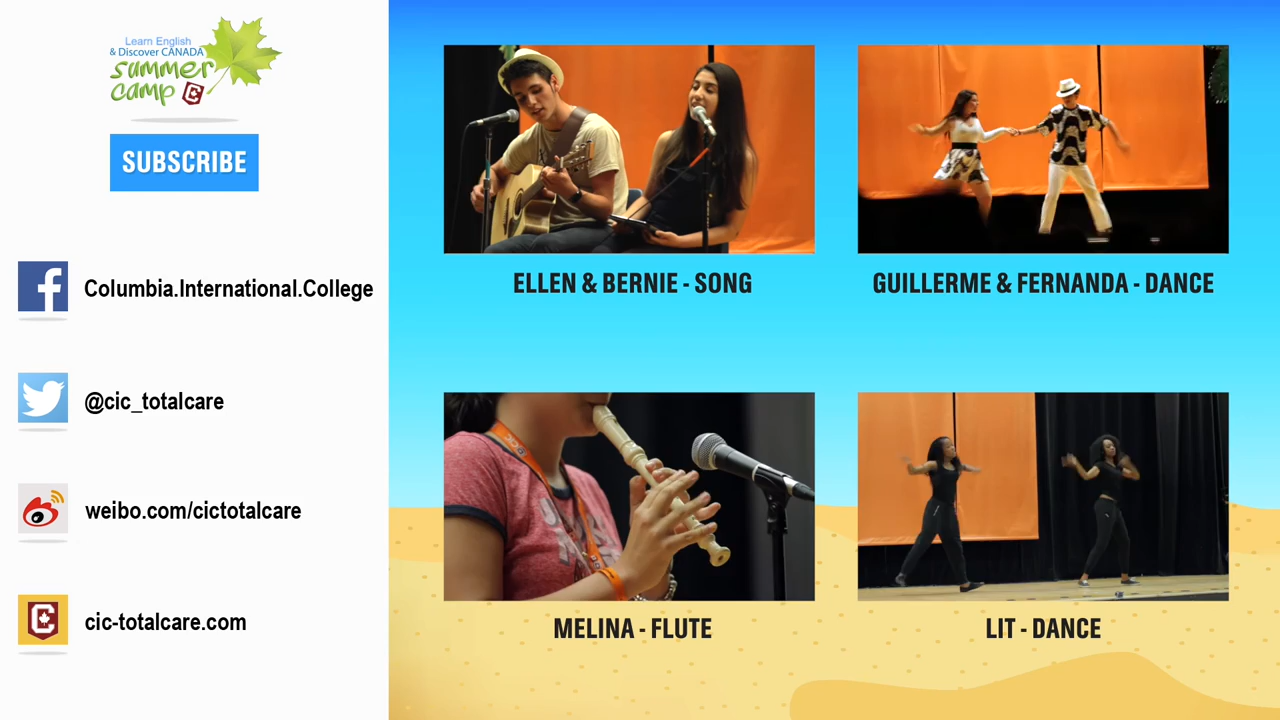 Learn English
& Discover CANADA
summer
camp
SUBSCRIBE
Columbia.International.College
@cic_totalcare
weibo.com/cictotalcare
cic-totalcare.com
ELLEN & BERNIE - SONG
GUILLERME & FERNANDA - DANCE
MELINA - FLUTE
LIT - DANCE